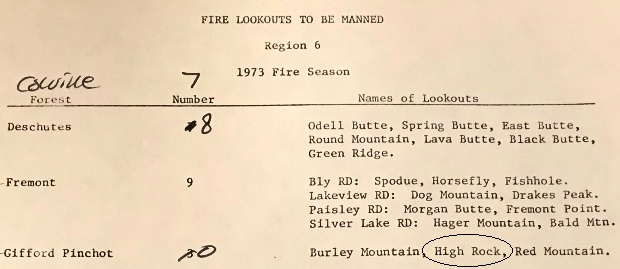 FIRE LOOKOUTS TO BE MANNED
Region 6
1973 Fire Season
Colville 7
Forest Number Names of Lookouts
Deschutes 8 Odell Butte, Spring Butte, East Butte,
Round Mountain, Lava Butte, Black Butte,
Green Ridge.
-Fremont 9 Bly RD: Spodue, Horsefly, Fishhole.
Lakeview RD: Dog Mountain, Drakes Peak.
Paisley RD: Morgan Butte, Fremont Point.
Silver Lake RD: Hager Mountain, Bald Mtn.
-Gifford Pinchot Burley Mountain, High Rock, Red Mountain.